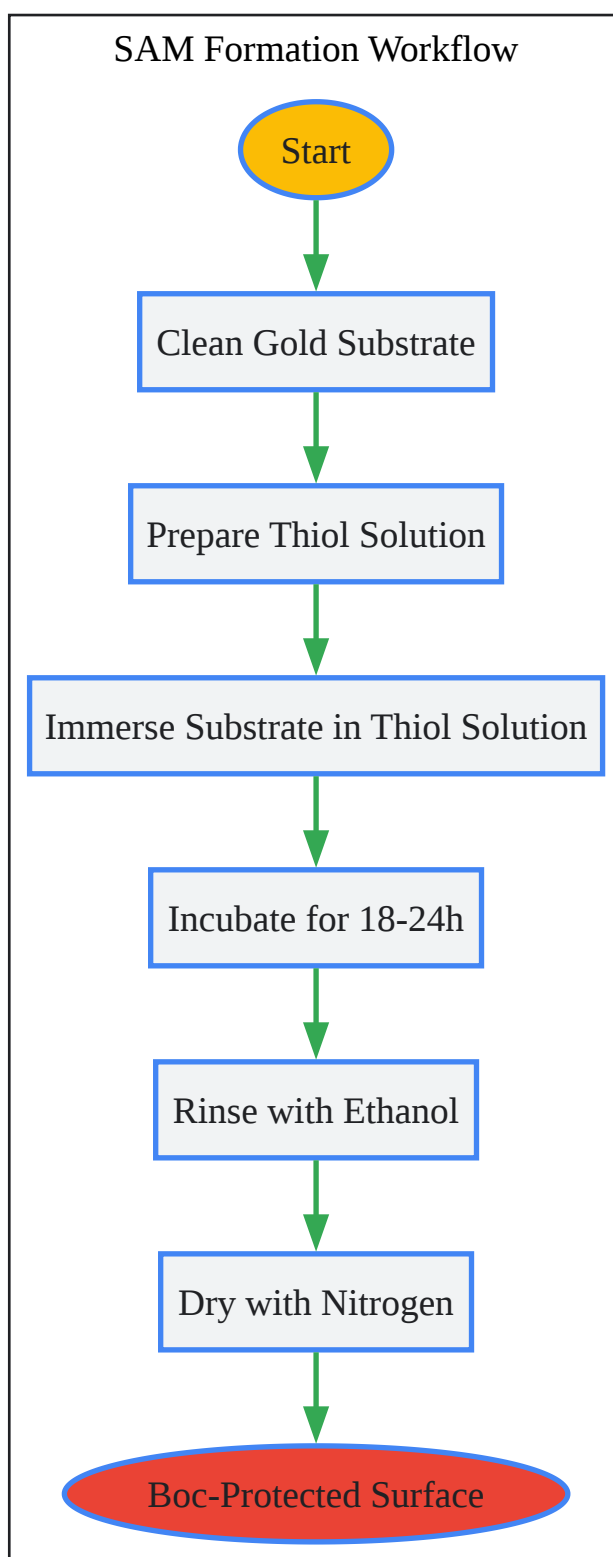 SAM Formation Workflow
Start
Clean Gold Substrate
Prepare Thiol Solution
Immerse Substrate in Thiol Solution
Incubate for 18-24h
Rinse with Ethanol
Dry with Nitrogen
Boc-Protected Surface